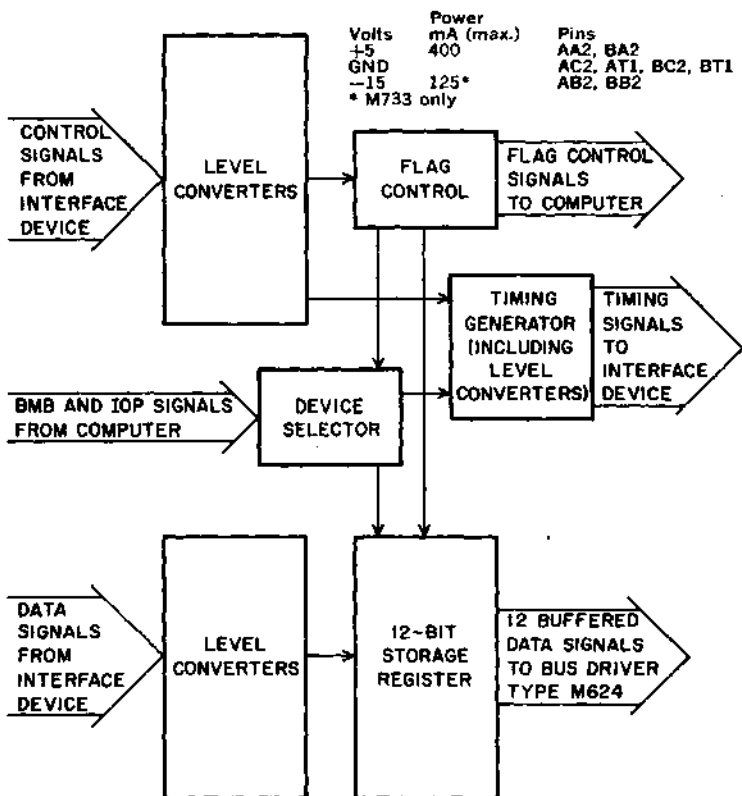 Power
Volts mA (max.) Pins
+5 400 AA2, BA2
GND AC2, AT1, BC2, BT1
−15 125* AB2, BB2
* M733 only
CONTROL
SIGNALS
FROM
INTERFACE
DEVICE
LEVEL
CONVERTERS
FLAG
CONTROL
FLAG CONTROL
SIGNALS
TO COMPUTER
TIMING
GENERATOR
(INCLUDING
LEVEL
CONVERTERS)
TIMING
SIGNALS
TO
INTERFACE
DEVICE
BMB AND IOP SIGNALS
FROM COMPUTER
DEVICE
SELECTOR
DATA
SIGNALS
FROM
INTERFACE
DEVICE
LEVEL
CONVERTERS
12-BIT
STORAGE
REGISTER
12 BUFFERED
DATA SIGNALS
TO BUS DRIVER
TYPE M624